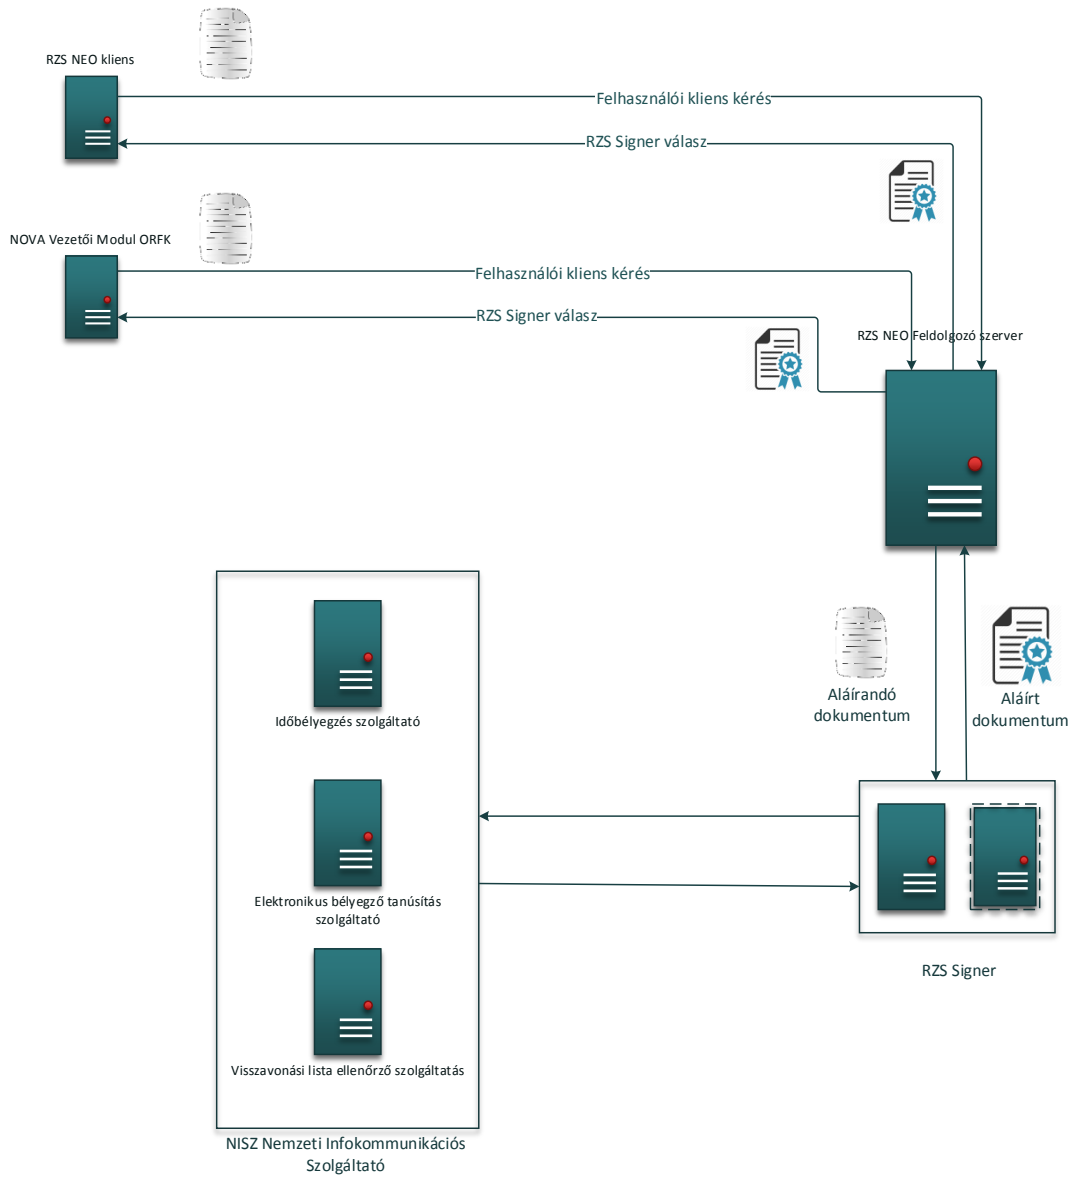 RZS NEO kliens
Felhasználói kliens kérés
RZS Signer válasz
NOVA Vezetői Modul ORFK
Felhasználói kliens kérés
RZS Signer válasz
RZS NEO Feldolgozó szerver
Aláírandó
dokumentum
Aláírt
dokumentum
Időbélyegzés szolgáltató
Elektronikus bélyegző tanúsítás
szolgáltató
RZS Signer
Visszavonási lista ellenőrző szolgáltatás
NISZ Nemzeti Infokommunikációs
Szolgáltató